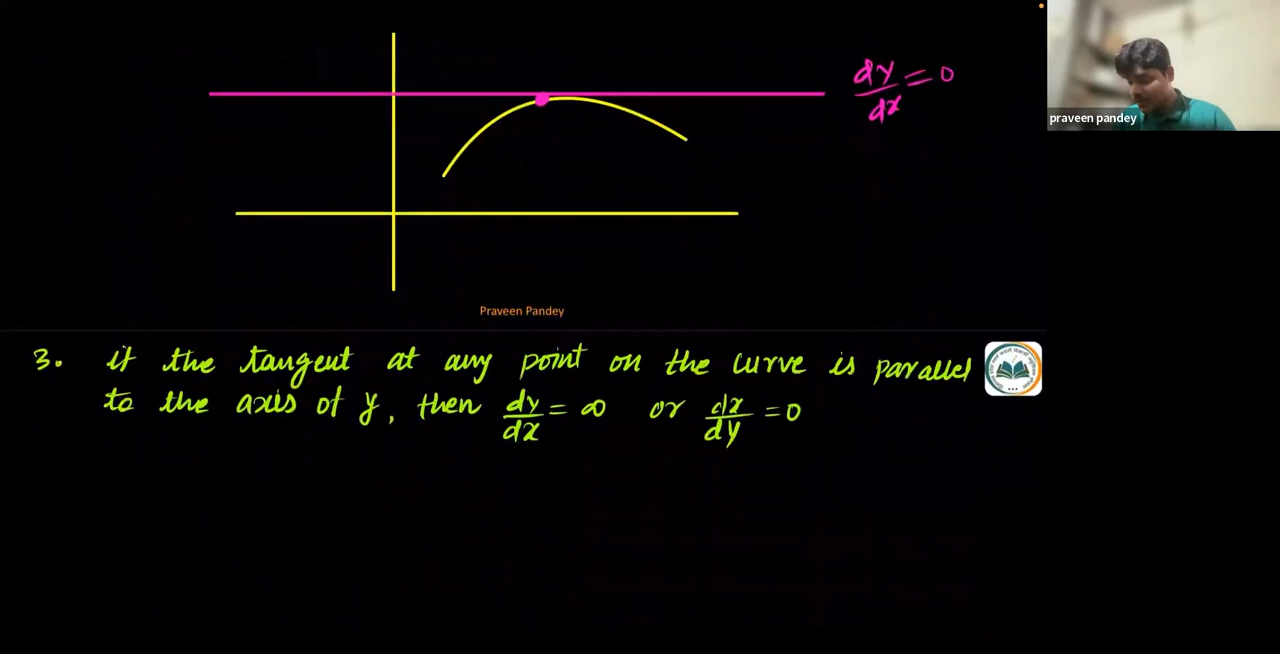 dy/dx = 0
praveen pandey
Praveen Pandey
3. if the tangent at any point on the curve is parallel
to the axis of y, then dy/dx = ∞ or dx/dy = 0